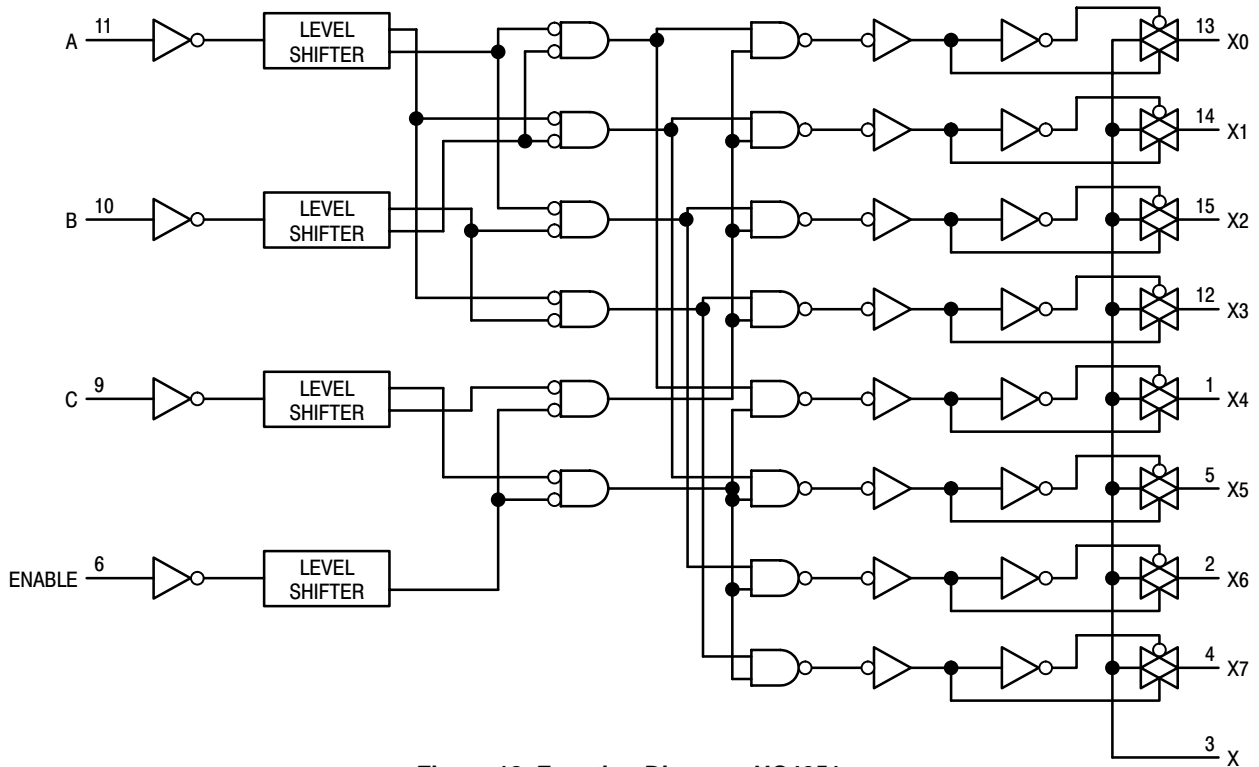 A 11 LEVEL SHIFTER 13 X0
14 X1
B 10 LEVEL SHIFTER 15 X2
12 X3
C 9 LEVEL SHIFTER 1 X4
5 X5
ENABLE 6 LEVEL SHIFTER 2 X6
4 X7
3 X